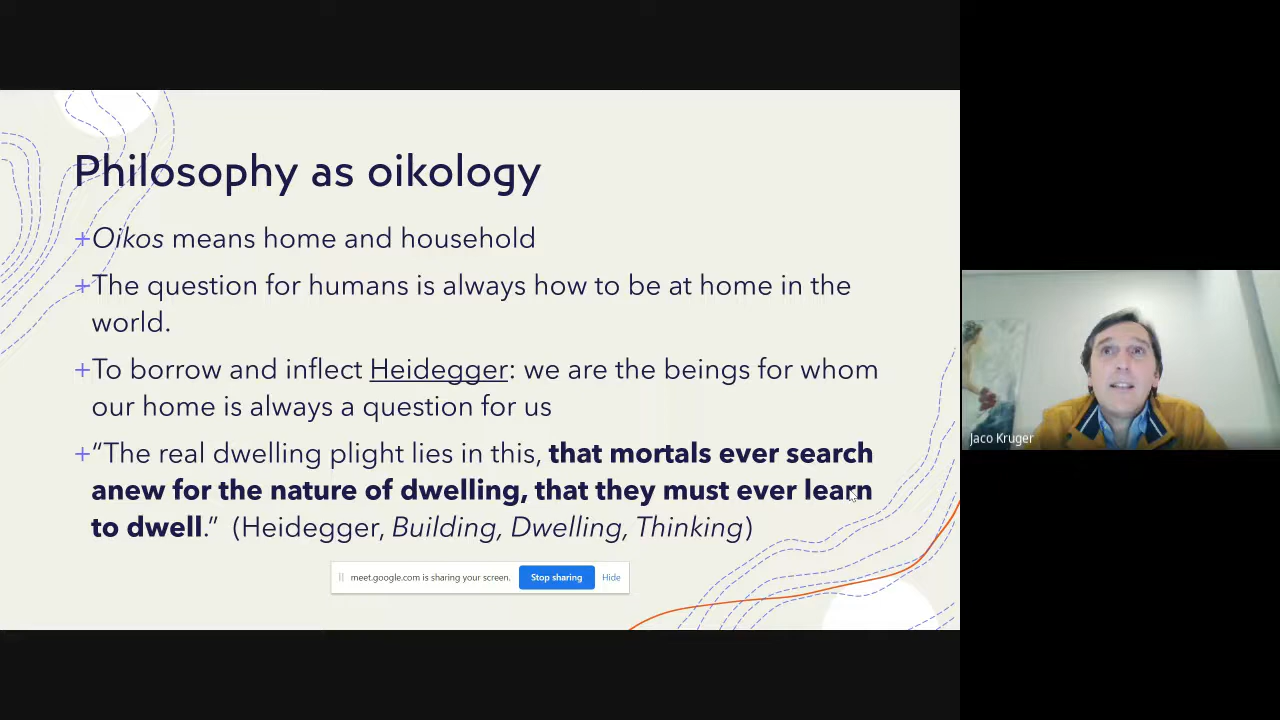 Philosophy as oikology
+Oikos means home and household
+The question for humans is always how to be at home in the
world.
+To borrow and inflect Heidegger: we are the beings for whom
our home is always a question for us
+“The real dwelling plight lies in this, that mortals ever search
anew for the nature of dwelling, that they must ever learn
to dwell.” (Heidegger, Building, Dwelling, Thinking)
meet.google.com is sharing your screen. Stop sharing Hide
Jaco Kruger